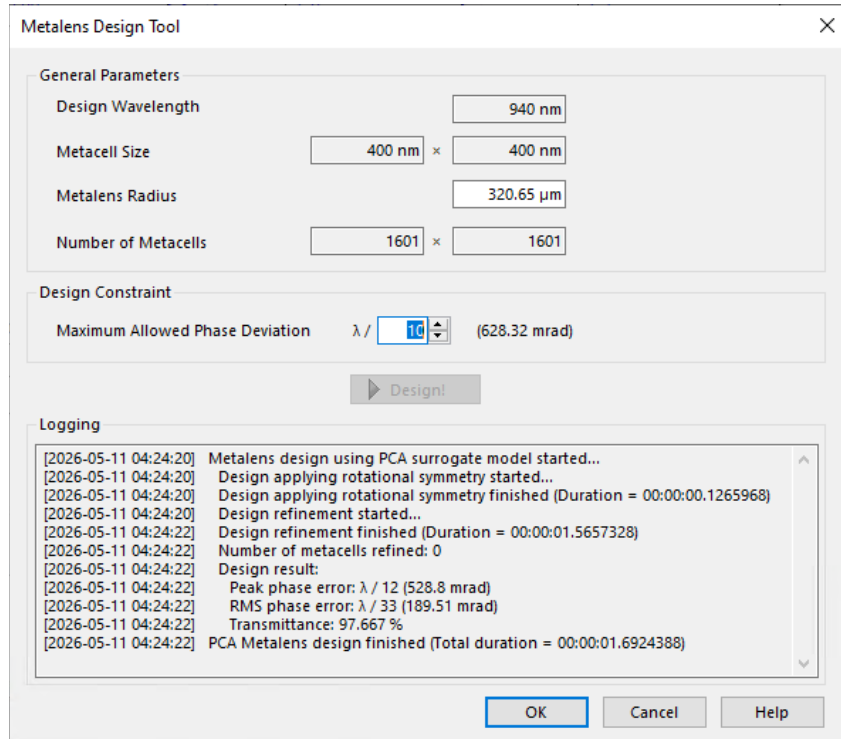 Metalens Design Tool
General Parameters
Design Wavelength 940 nm
Metacell Size 400 nm × 400 nm
Metalens Radius 320.65 µm
Number of Metacells 1601 × 1601
Design Constraint
Maximum Allowed Phase Deviation λ / 10 (628.32 mrad)
Design!
Logging
[2026-05-11 04:24:20] Metalens design using PCA surrogate model started...
[2026-05-11 04:24:20] Design applying rotational symmetry started...
[2026-05-11 04:24:20] Design applying rotational symmetry finished (Duration = 00:00:00.1265968)
[2026-05-11 04:24:20] Design refinement started...
[2026-05-11 04:24:22] Design refinement finished (Duration = 00:00:01.5657328)
[2026-05-11 04:24:22] Number of metacells refined: 0
[2026-05-11 04:24:22] Design result:
[2026-05-11 04:24:22] Peak phase error: λ / 12 (528.8 mrad)
[2026-05-11 04:24:22] RMS phase error: λ / 33 (189.51 mrad)
[2026-05-11 04:24:22] Transmittance: 97.667 %
[2026-05-11 04:24:22] PCA Metalens design finished (Total duration = 00:00:01.6924388)
OK Cancel Help